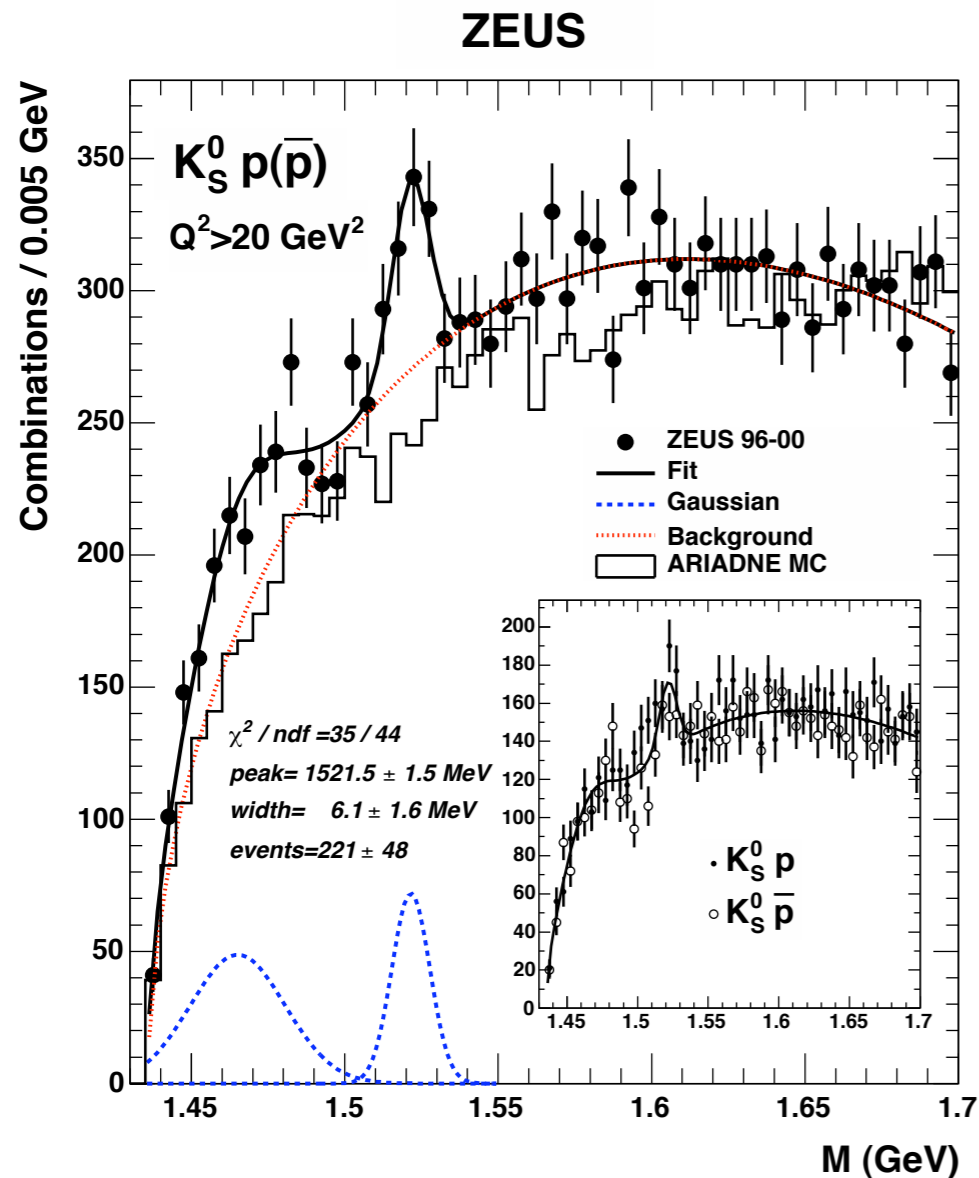 ZEUS
Combinations / 0.005 GeV
350
300
250
200
150
100
50
0
K⁰_S p(p̅)
Q²>20 GeV²
ZEUS 96-00
Fit
Gaussian
Background
ARIADNE MC
χ² / ndf =35 / 44
peak= 1521.5 ± 1.5 MeV
width= 6.1 ± 1.6 MeV
events=221 ± 48
200
180
160
140
120
100
80
60
40
20
0
K⁰_S p
K⁰_S p̅
1.45 1.5 1.55 1.6 1.65 1.7
1.45 1.5 1.55 1.6 1.65 1.7
M (GeV)